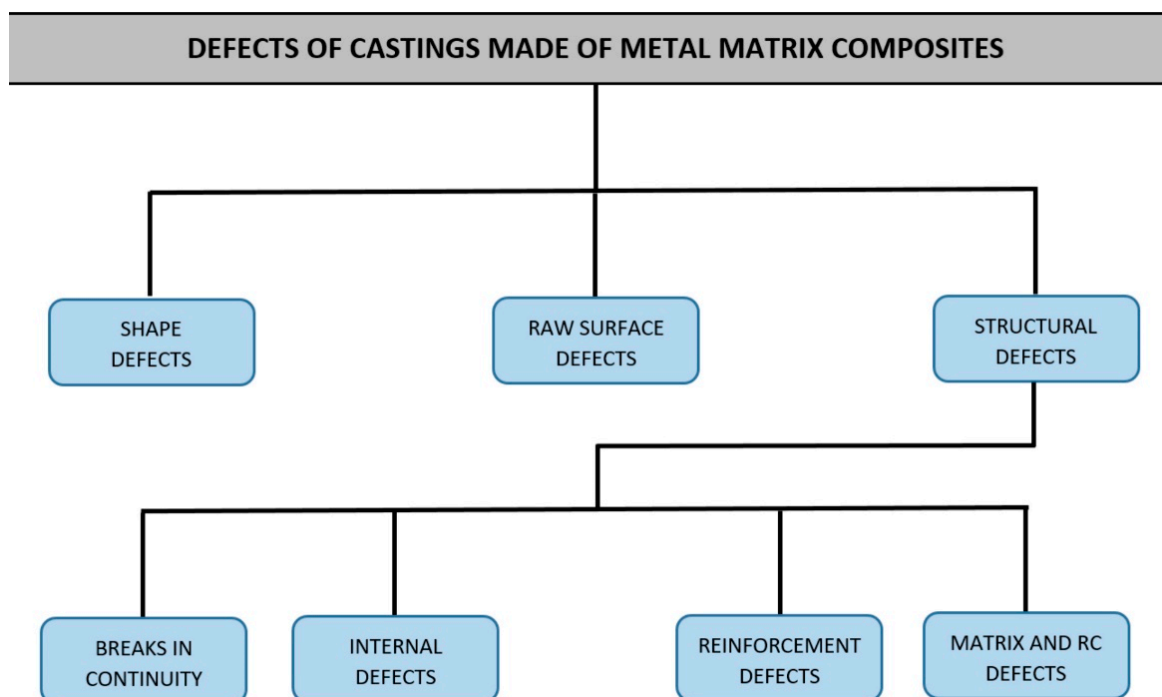 DEFECTS OF CASTINGS MADE OF METAL MATRIX COMPOSITES
SHAPE
DEFECTS
RAW SURFACE
DEFECTS
STRUCTURAL
DEFECTS
BREAKS IN
CONTINUITY
INTERNAL
DEFECTS
REINFORCEMENT
DEFECTS
MATRIX AND RC
DEFECTS